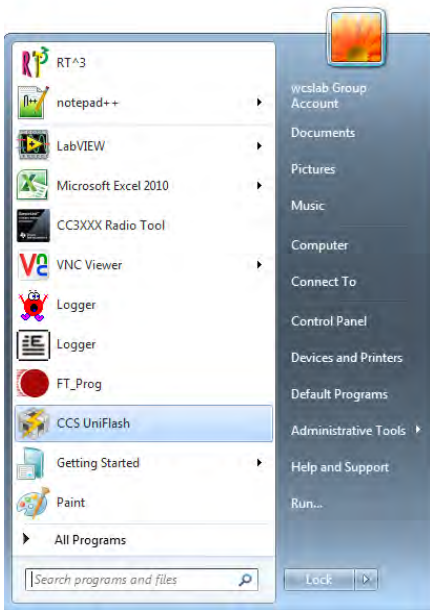 RT^3
notepad++
LabVIEW
Microsoft Excel 2010
CC3XXX Radio Tool
VNC Viewer
Logger
Logger
FT_Prog
CCS UniFlash
Getting Started
Paint
All Programs
Search programs and files
wcslab Group
Account
Documents
Pictures
Music
Computer
Connect To
Control Panel
Devices and Printers
Default Programs
Administrative Tools
Help and Support
Run...
Lock